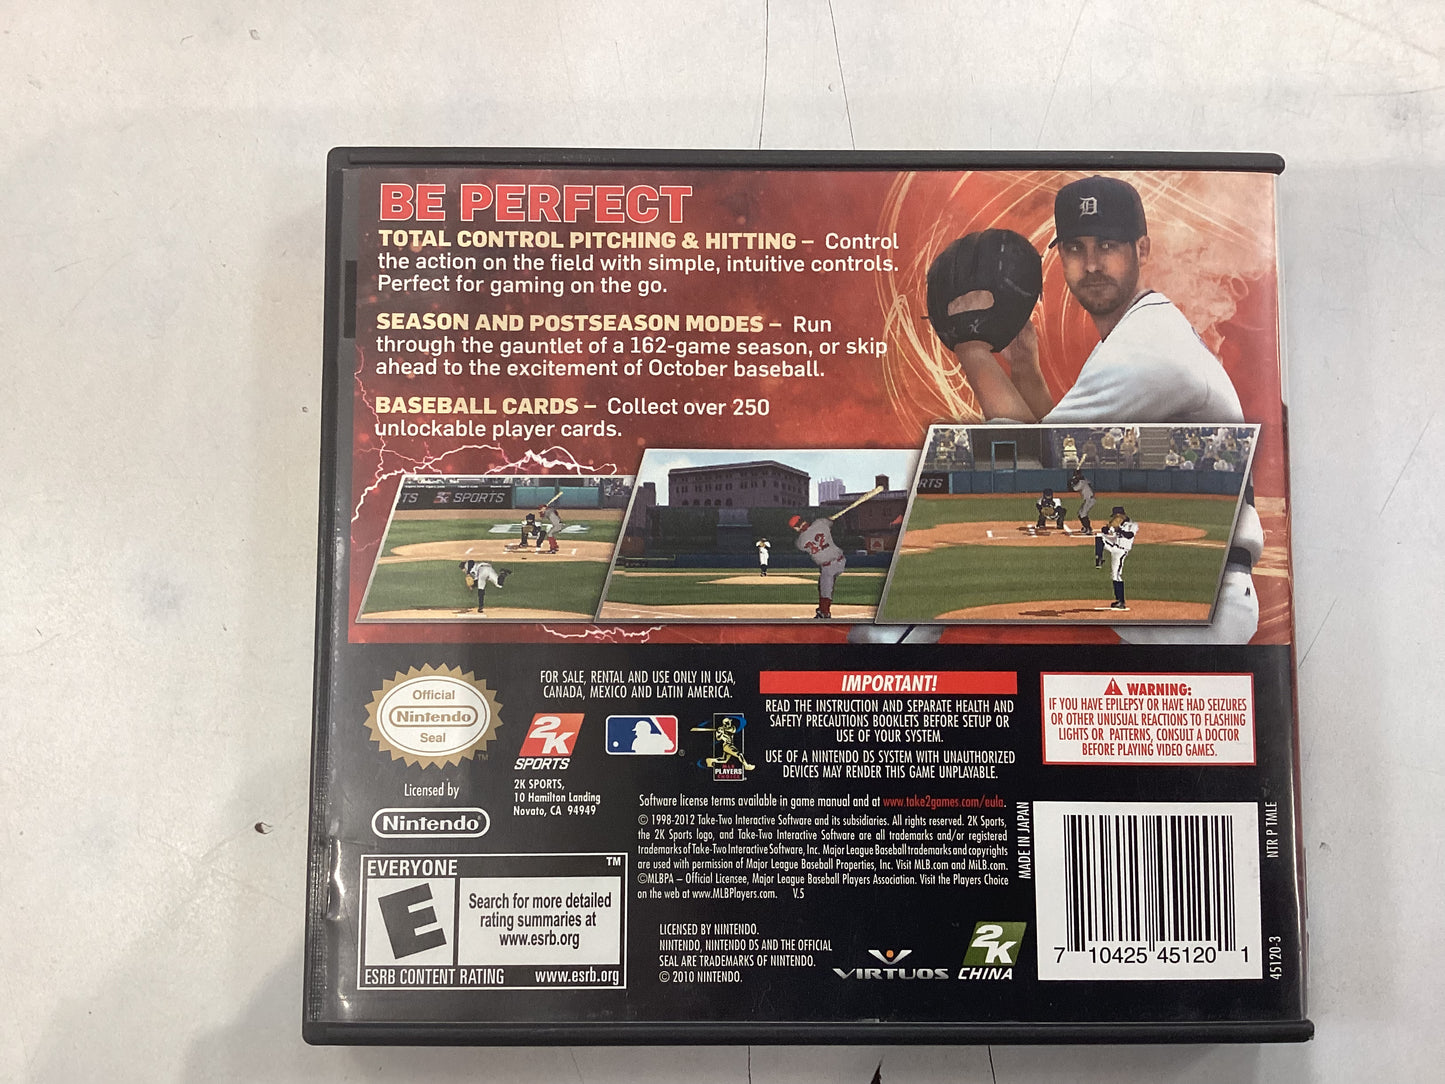 BE PERFECT
TOTAL CONTROL PITCHING & HITTING – Control
the action on the field with simple, intuitive controls.
Perfect for gaming on the go.
SEASON AND POSTSEASON MODES – Run
through the gauntlet of a 162-game season, or skip
ahead to the excitement of October baseball.
BASEBALL CARDS – Collect over 250
unlockable player cards.
D
TS 2K SPORTS
42
RTS
Official
Nintendo
Seal
TM
Licensed by
Nintendo®
FOR SALE, RENTAL AND USE ONLY IN USA,
CANADA, MEXICO AND LATIN AMERICA.
2K
SPORTS
2K SPORTS,
10 Hamilton Landing
Novato, CA 94949
®
MLB
PLAYERS
CHOICE
IMPORTANT!
READ THE INSTRUCTION AND SEPARATE HEALTH AND
SAFETY PRECAUTIONS BOOKLETS BEFORE SETUP OR
USE OF YOUR SYSTEM.
USE OF A NINTENDO DS SYSTEM WITH UNAUTHORIZED
DEVICES MAY RENDER THIS GAME UNPLAYABLE.
WARNING:
IF YOU HAVE EPILEPSY OR HAVE HAD SEIZURES
OR OTHER UNUSUAL REACTIONS TO FLASHING
LIGHTS OR PATTERNS, CONSULT A DOCTOR
BEFORE PLAYING VIDEO GAMES.
Software license terms available in game manual and at www.take2games.com/eula.
© 1998-2012 Take-Two Interactive Software and its subsidiaries. All rights reserved. 2K Sports,
the 2K Sports logo, and Take-Two Interactive Software are all trademarks and/or registered
trademarks of Take-Two Interactive Software, Inc. Major League Baseball trademarks and copyrights
are used with permission of Major League Baseball Properties, Inc. Visit MLB.com and MiLB.com.
©MLBPA – Official Licensee, Major League Baseball Players Association. Visit the Players Choice
on the web at www.MLBPlayers.com. V.5
EVERYONE
TM
E
Search for more detailed
rating summaries at
www.esrb.org
ESRB CONTENT RATING www.esrb.org
LICENSED BY NINTENDO.
NINTENDO, NINTENDO DS AND THE OFFICIAL
SEAL ARE TRADEMARKS OF NINTENDO.
© 2010 NINTENDO.
VIRTUOS
2K
CHINA
MADE IN JAPAN
7 10425 45120 1
NTR P TMLE
45120-3